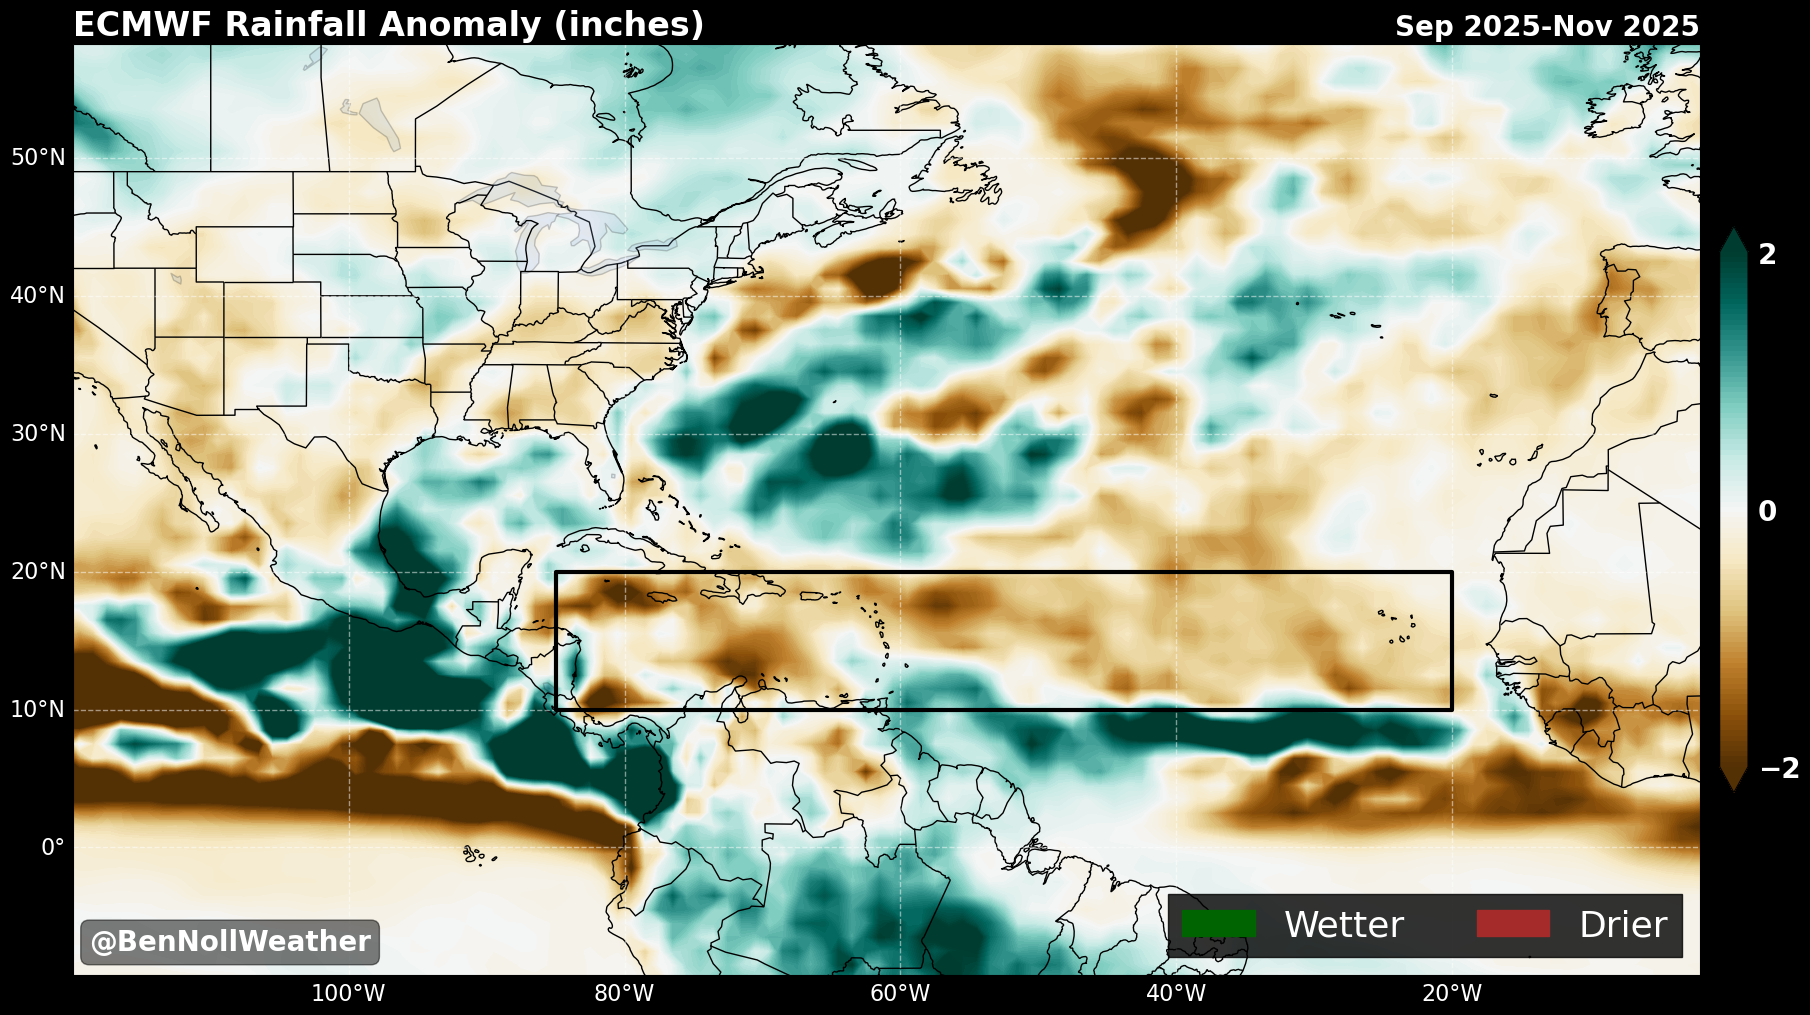 ECMWF Rainfall Anomaly (inches)
Sep 2025-Nov 2025
50°N
40°N
30°N
20°N
10°N
0°
2
0
−2
@BenNollWeather
Wetter
Drier
100°W
80°W
60°W
40°W
20°W